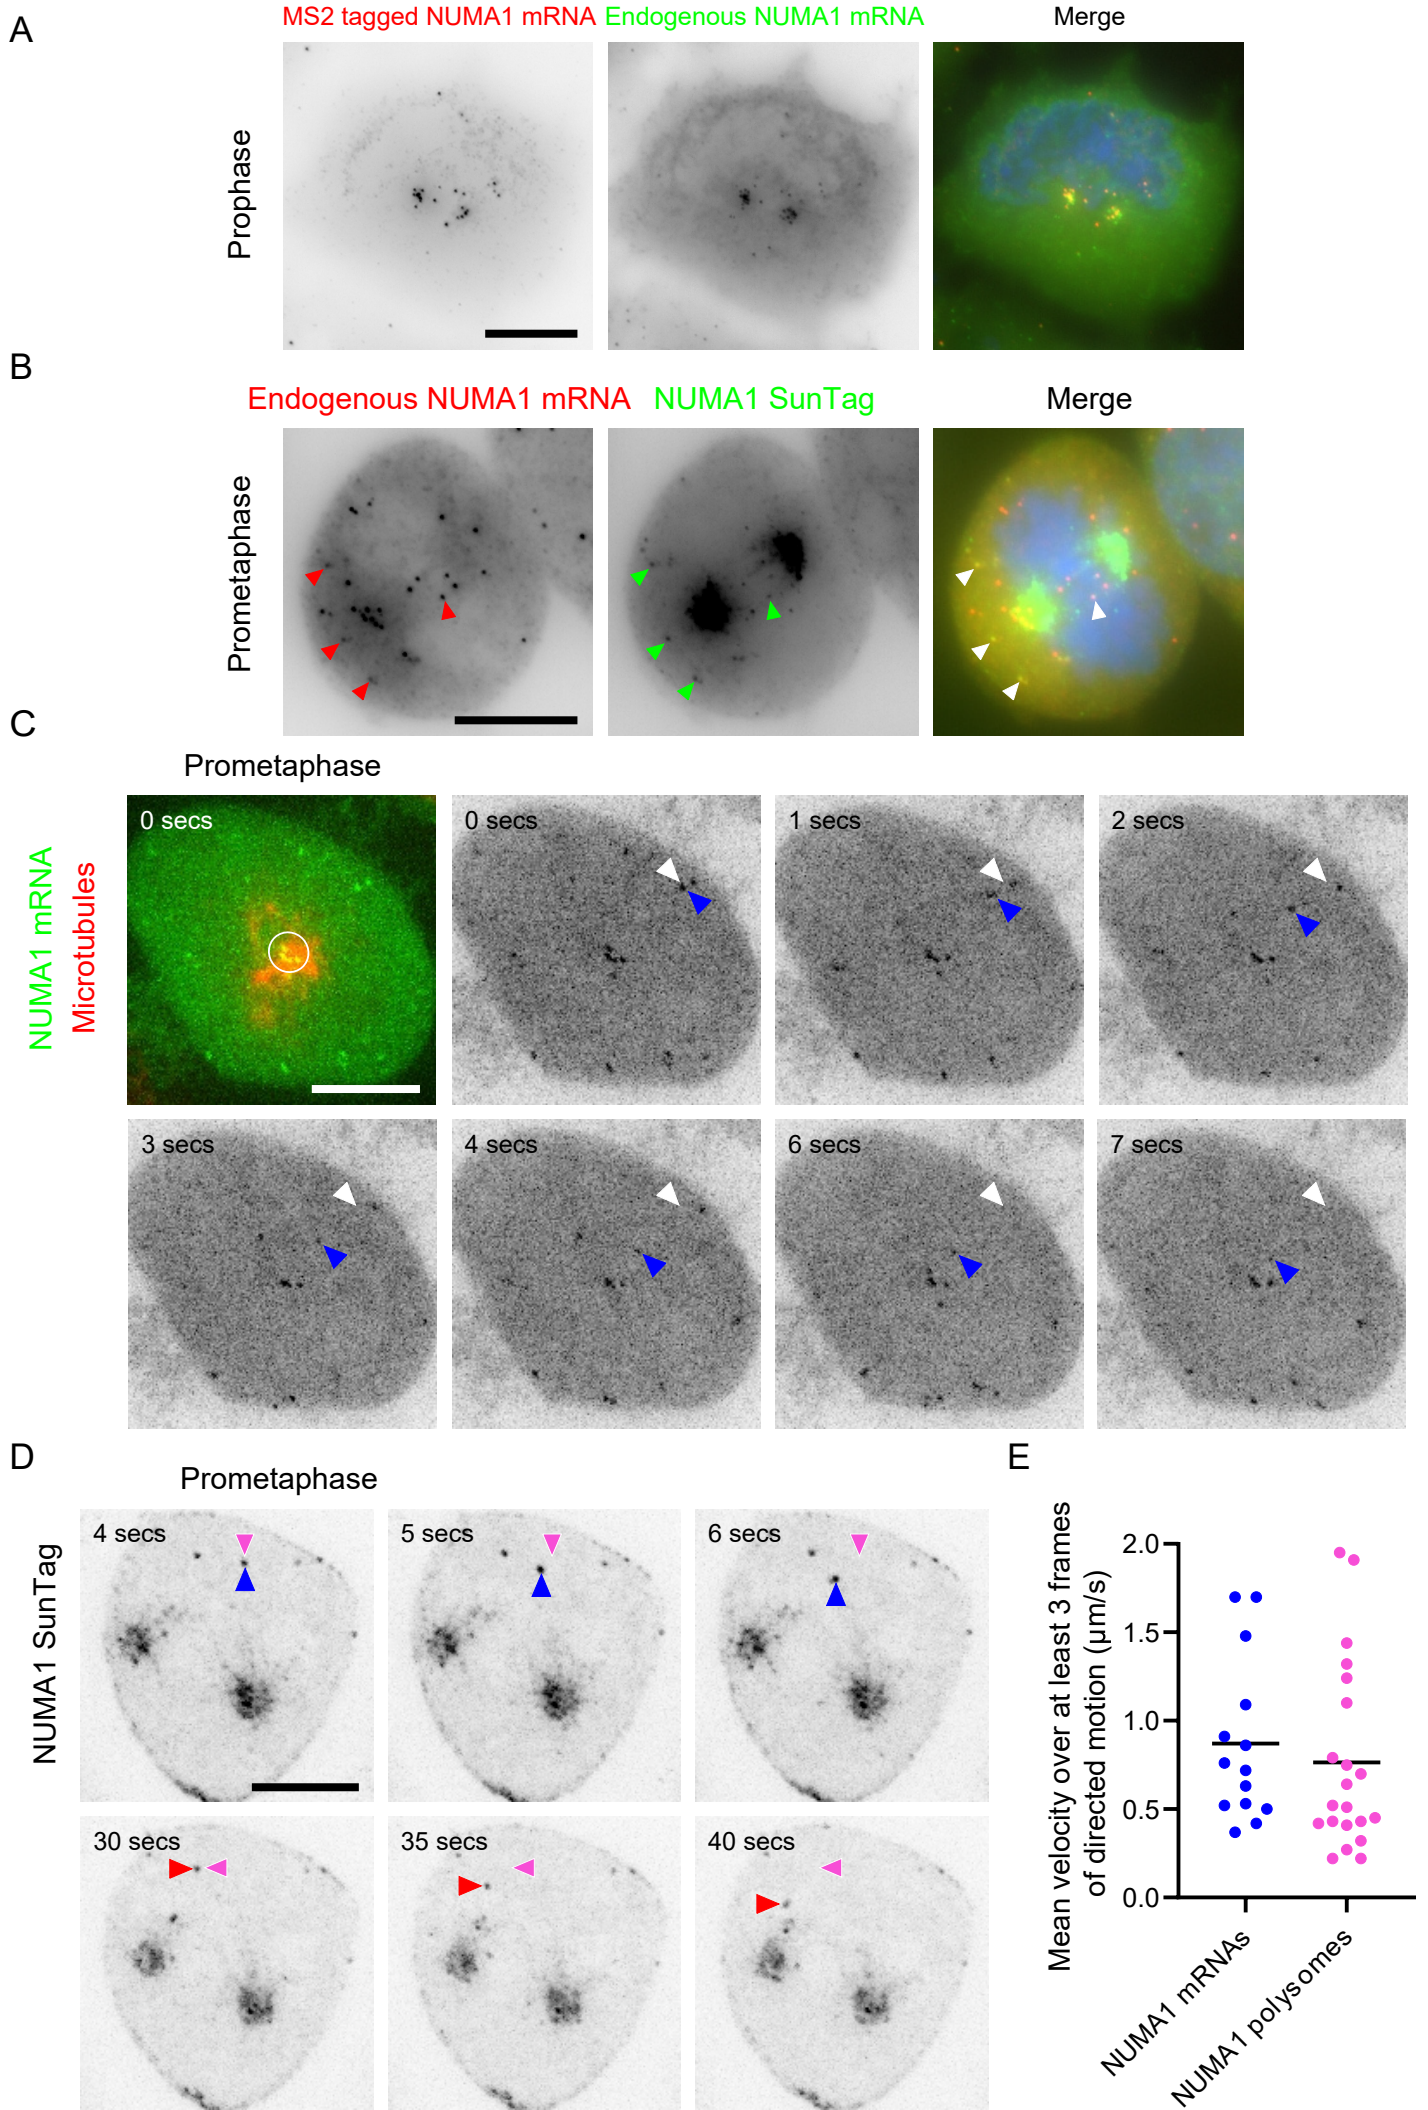 A
MS2 tagged NUMA1 mRNA Endogenous NUMA1 mRNA Merge
Prophase
B
Endogenous NUMA1 mRNA NUMA1 SunTag Merge
Prometaphase
C
Prometaphase
NUMA1 mRNA
Microtubules
0 secs
0 secs
1 secs
2 secs
3 secs
4 secs
6 secs
7 secs
D
Prometaphase
NUMA1 SunTag
4 secs
5 secs
6 secs
30 secs
35 secs
40 secs
E
Mean velocity over at least 3 frames
of directed motion (µm/s)
2.0
1.5
1.0
0.5
0.0
NUMA1 mRNAs
NUMA1 polysomes